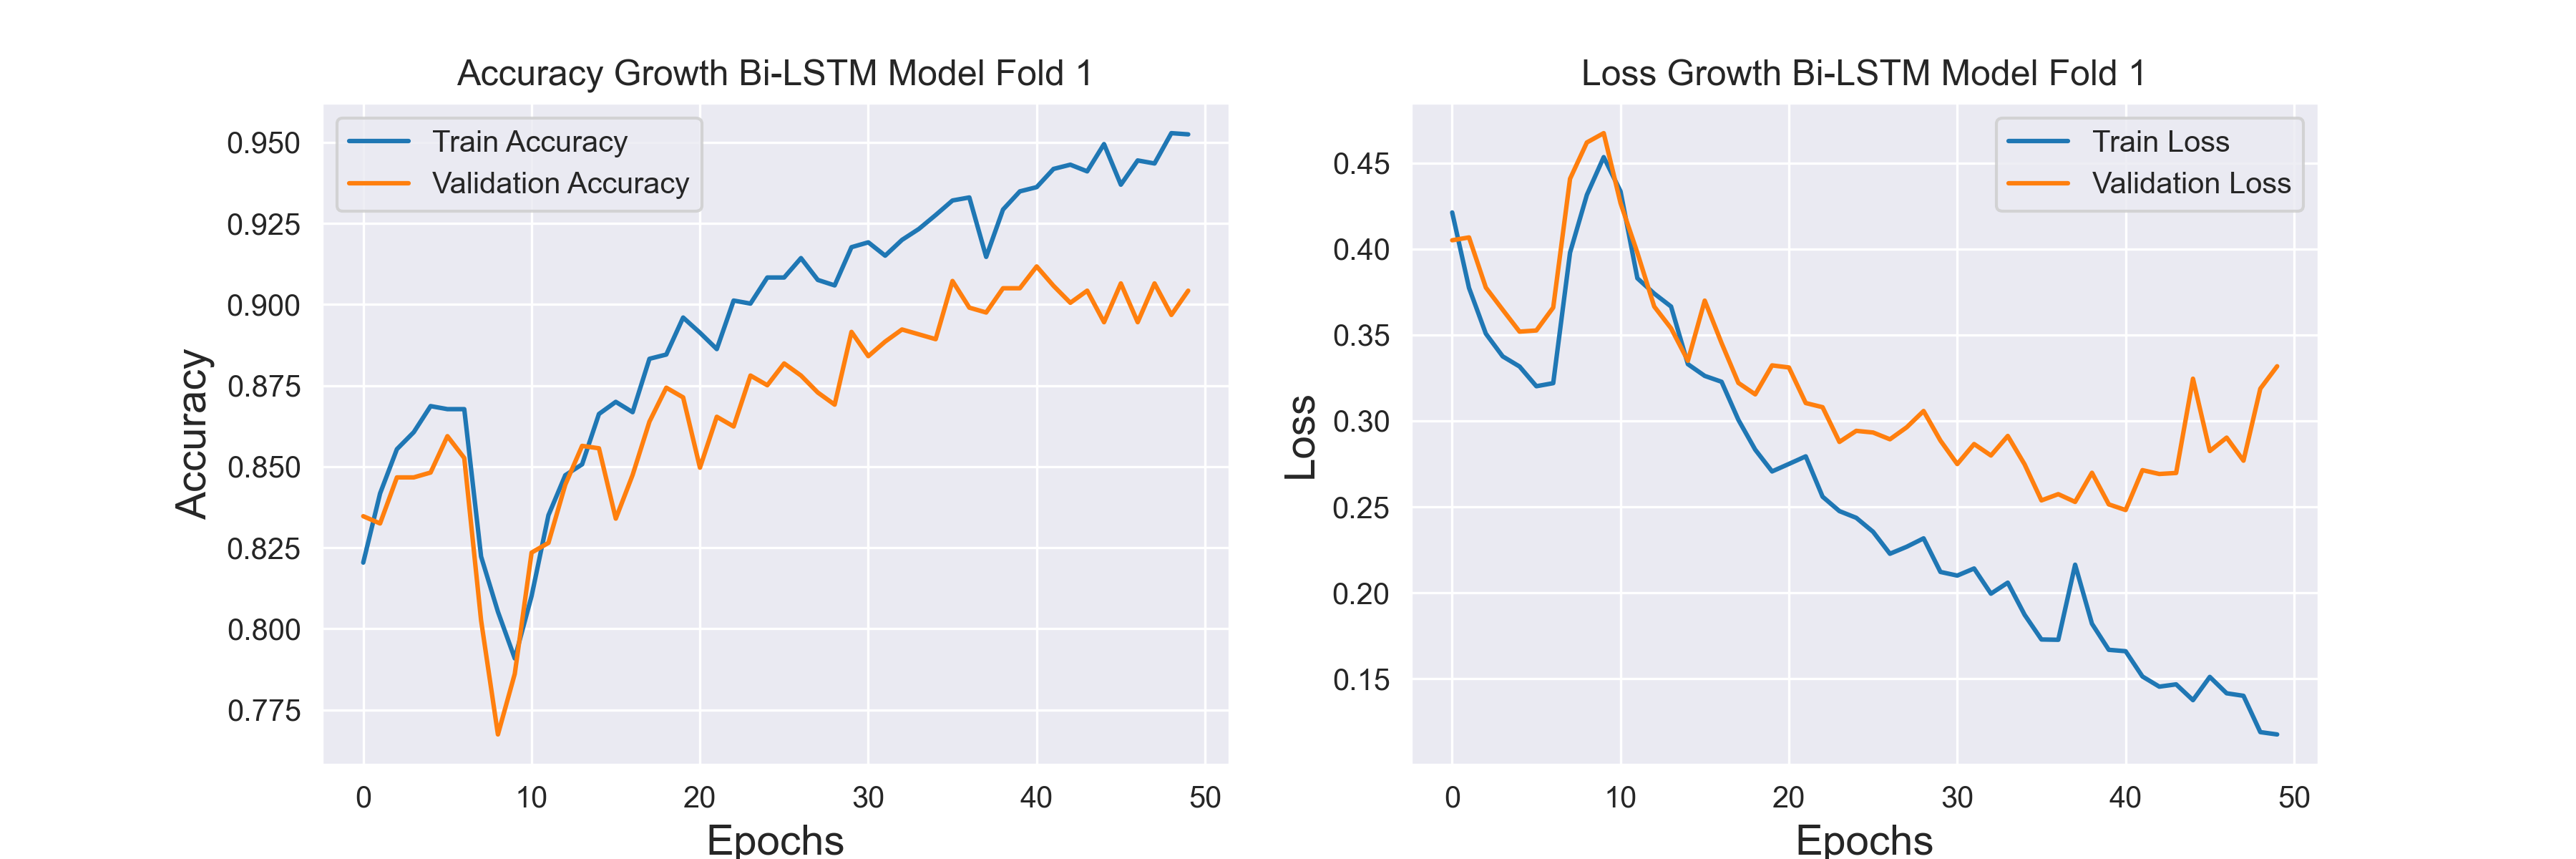 Accuracy Growth Bi-LSTM Model Fold 1
Train Accuracy
Validation Accuracy
0.950
0.925
0.900
0.875
0.850
0.825
0.800
0.775
Accuracy
0 10 20 30 40 50
Epochs
Loss Growth Bi-LSTM Model Fold 1
Train Loss
Validation Loss
0.45
0.40
0.35
0.30
0.25
0.20
0.15
Loss
0 10 20 30 40 50
Epochs